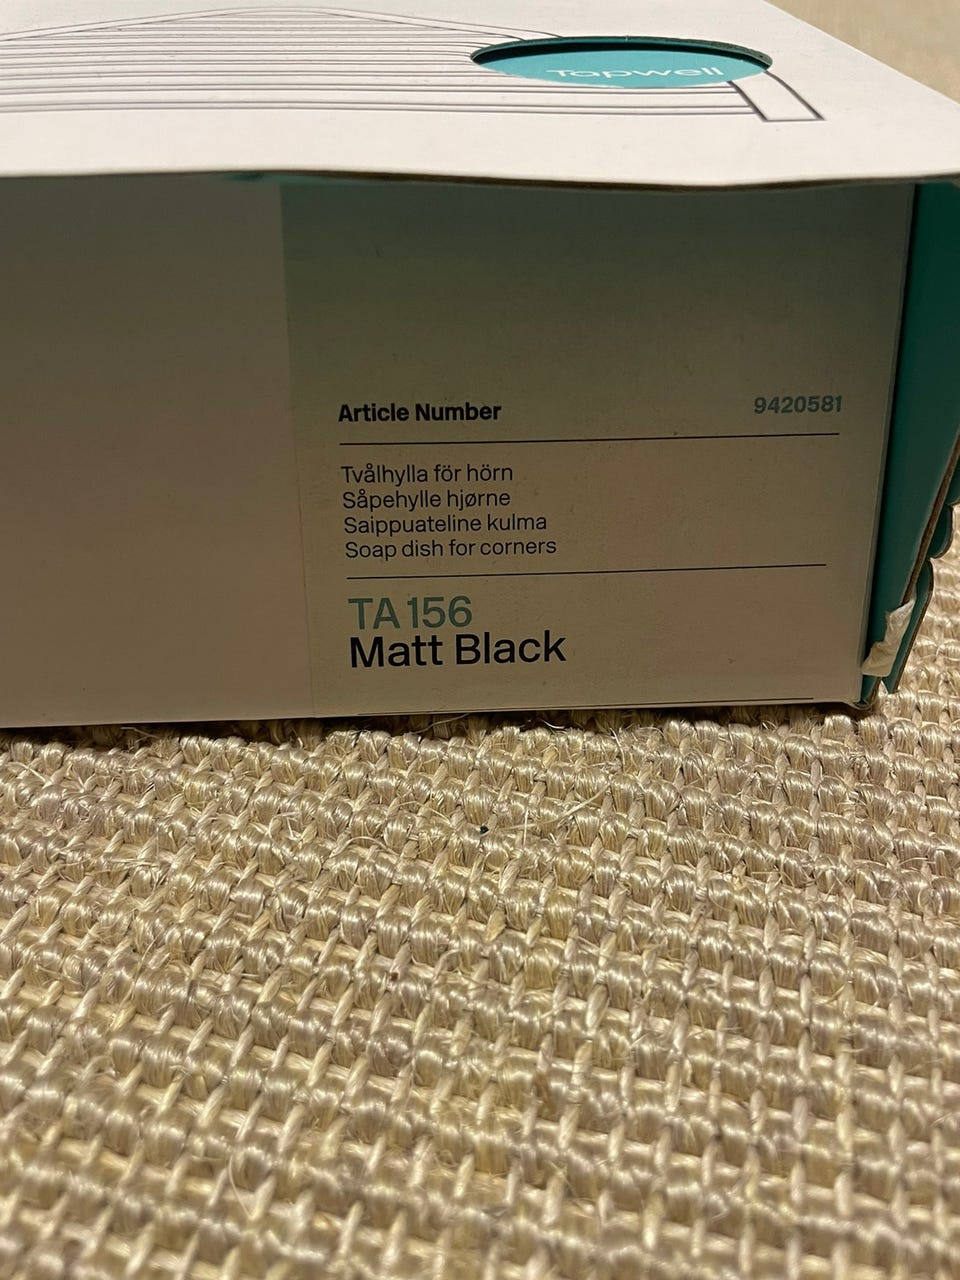 Tapwell
Article Number 9420581
Tvålhylla för hörn
Såpehylle hjørne
Saippuateline kulma
Soap dish for corners
TA 156
Matt Black